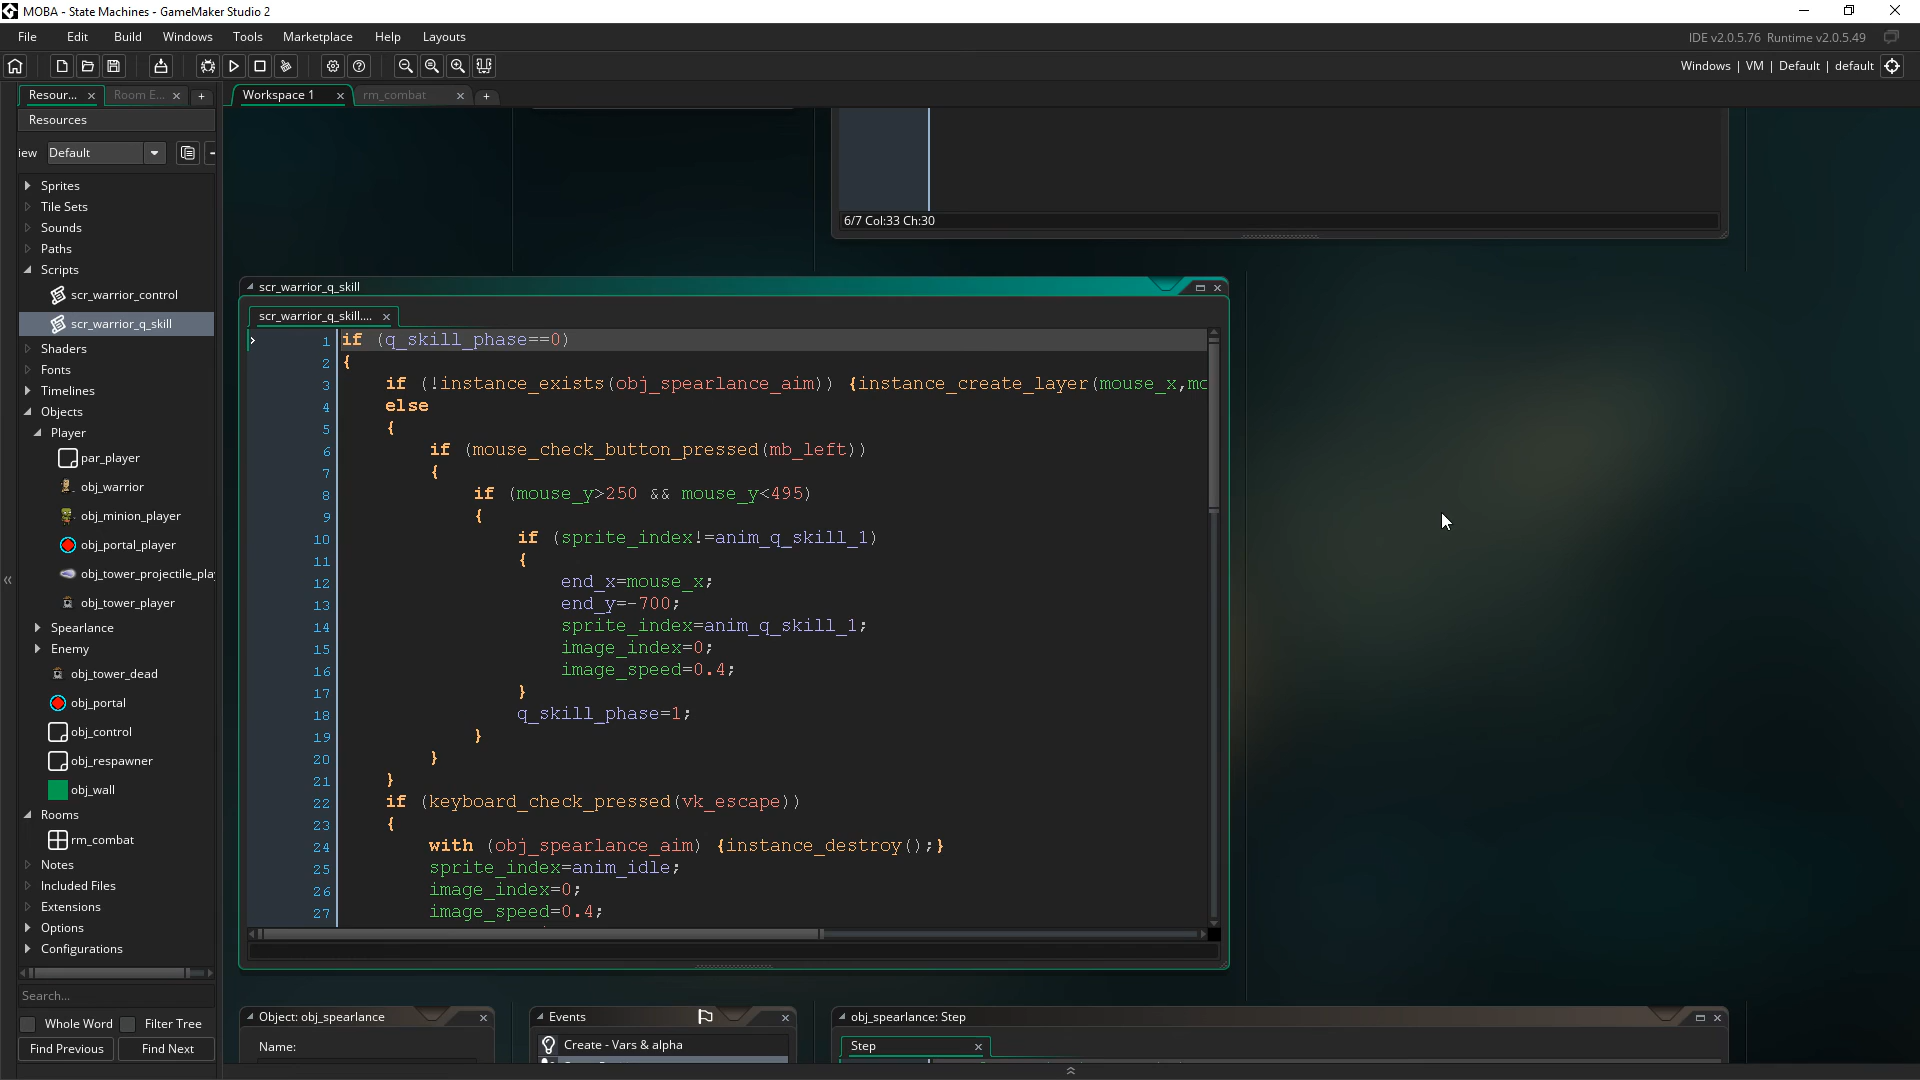 MOBA - State Machines - GameMaker Studio 2
File Edit Build Windows Tools Marketplace Help Layouts
IDE v2.0.5.76 Runtime v2.0.5.49
Windows | VM | Default | default
Resour... Room E...
Workspace 1 rm_combat
Resources
iew Default
Sprites
Tile Sets
Sounds
Paths
Scripts
scr_warrior_control
scr_warrior_q_skill
Shaders
Fonts
Timelines
Objects
Player
par_player
obj_warrior
obj_minion_player
obj_portal_player
obj_tower_projectile_pla
obj_tower_player
Spearlance
Enemy
obj_tower_dead
obj_portal
obj_control
obj_respawner
obj_wall
Rooms
rm_combat
Notes
Included Files
Extensions
Options
Configurations
Search...
Whole Word Filter Tree
Find Previous Find Next
6/7 Col:33 Ch:30
scr_warrior_q_skill
scr_warrior_q_skill....
1 if (q_skill_phase==0)
2 {
3 if (!instance_exists(obj_spearlance_aim)) {instance_create_layer(mouse_x,mo
4 else
5 {
6 if (mouse_check_button_pressed(mb_left))
7 {
8 if (mouse_y>250 && mouse_y<495)
9 {
10 if (sprite_index!=anim_q_skill_1)
11 {
12 end_x=mouse_x;
13 end_y=-700;
14 sprite_index=anim_q_skill_1;
15 image_index=0;
16 image_speed=0.4;
17 }
18 q_skill_phase=1;
19 }
20 }
21 }
22 if (keyboard_check_pressed(vk_escape))
23 {
24 with (obj_spearlance_aim) {instance_destroy();}
25 sprite_index=anim_idle;
26 image_index=0;
27 image_speed=0.4;
Object: obj_spearlance
Name:
Events
Create - Vars & alpha
obj_spearlance: Step
Step